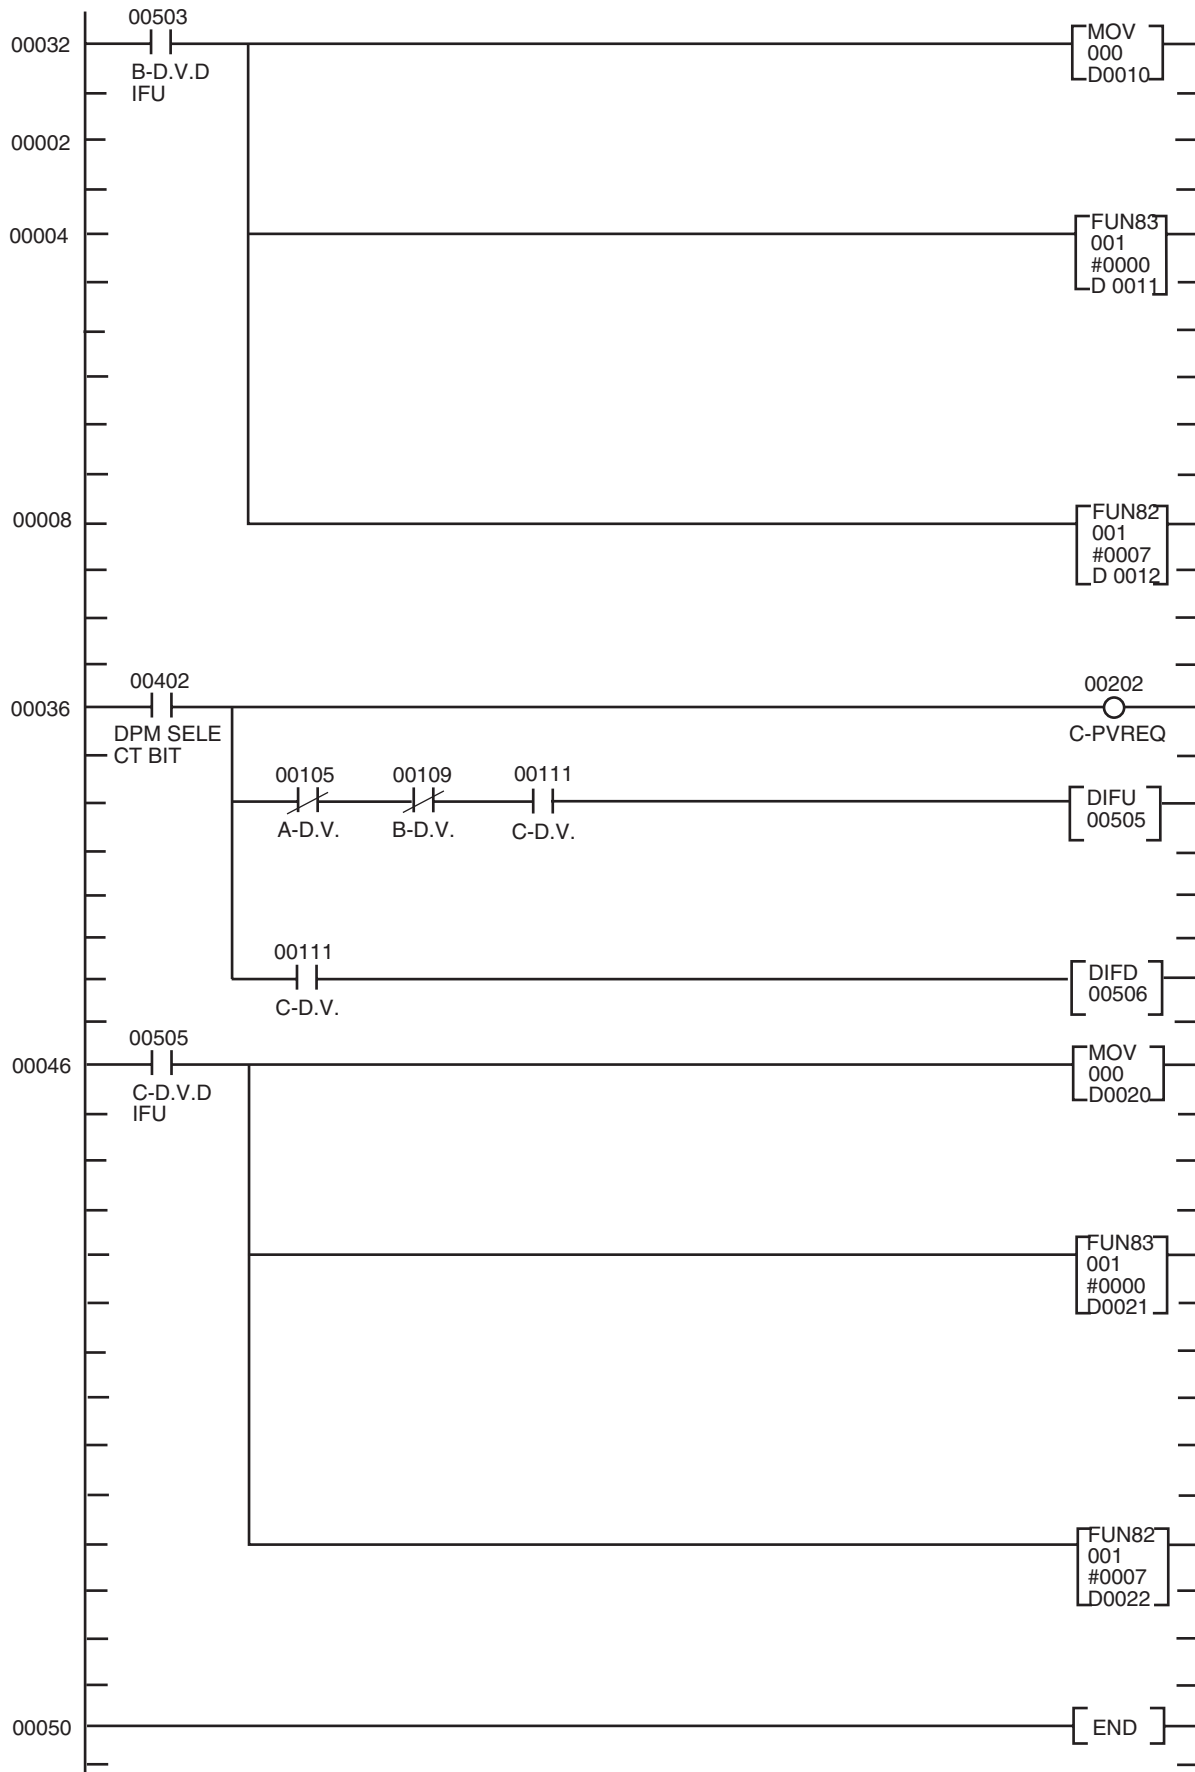 00503
00032
B-D.V.D
IFU
MOV
000
D0010
00002
00004
FUN83
001
#0000
D 0011
00008
FUN82
001
#0007
D 0012
00402
00202
00036
DPM SELE
CT BIT
C-PVREQ
00105
00109
00111
A-D.V.
B-D.V.
C-D.V.
DIFU
00505
00111
C-D.V.
DIFD
00506
00505
00046
C-D.V.D
IFU
MOV
000
D0020
FUN83
001
#0000
D0021
FUN82
001
#0007
D0022
00050
END